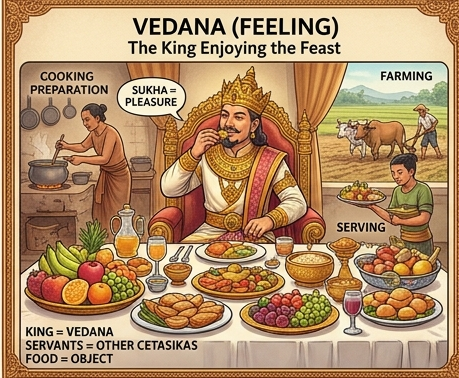 VEDANA (FEELING)
The King Enjoying the Feast
COOKING
PREPARATION
SUKHA =
PLEASURE
FARMING
SERVING
KING = VEDANA
SERVANTS = OTHER CETASIKAS
FOOD = OBJECT